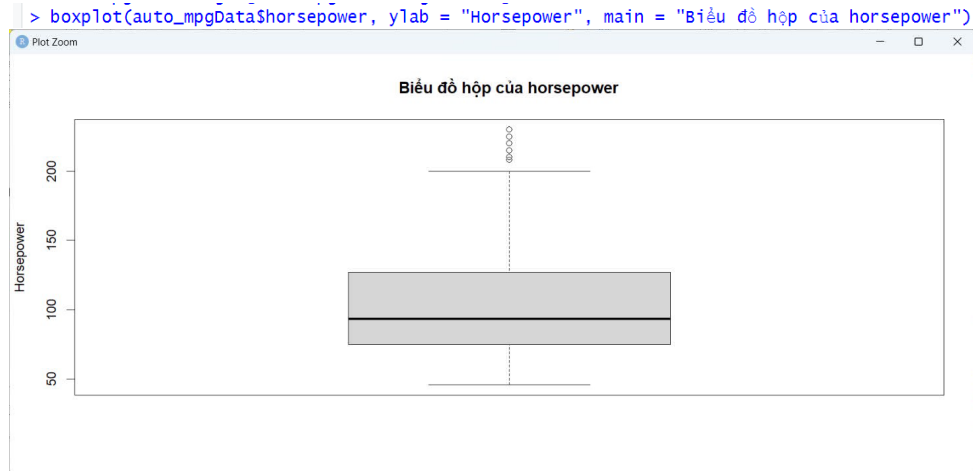 > boxplot(auto_mpgData$horsepower, ylab = "Horsepower", main = "Biểu đồ hộp của horsepower")
Plot Zoom
Biểu đồ hộp của horsepower
Horsepower
200
150
100
50